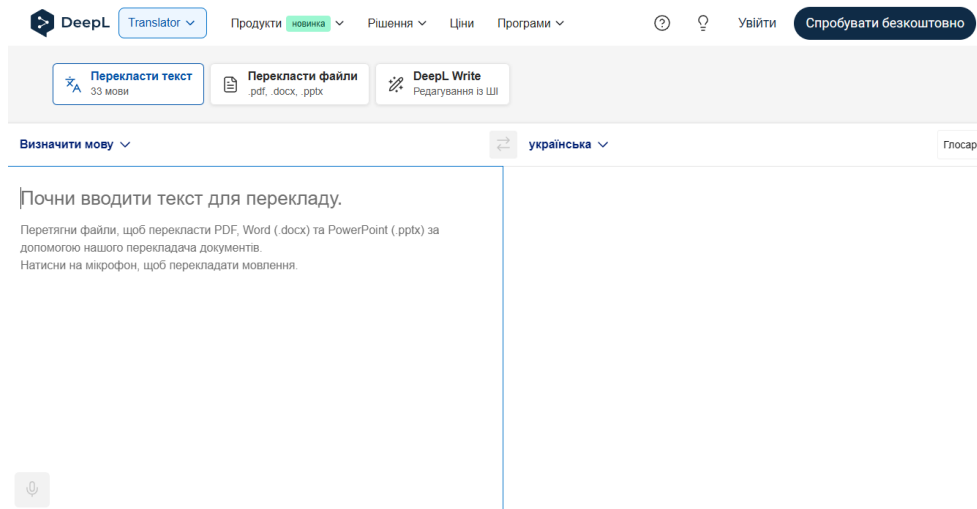 DeepL Translator Продукти новинка Рішення Ціни Програми Увійти Спробувати безкоштовно
Перекласти текст
33 мови
Перекласти файли
.pdf, .docx, .pptx
DeepL Write
Редагування із ШІ
Визначити мову українська Глосар
Почни вводити текст для перекладу.
Перетягни файли, щоб перекласти PDF, Word (.docx) та PowerPoint (.pptx) за
допомогою нашого перекладача документів.
Натисни на мікрофон, щоб перекладати мовлення.